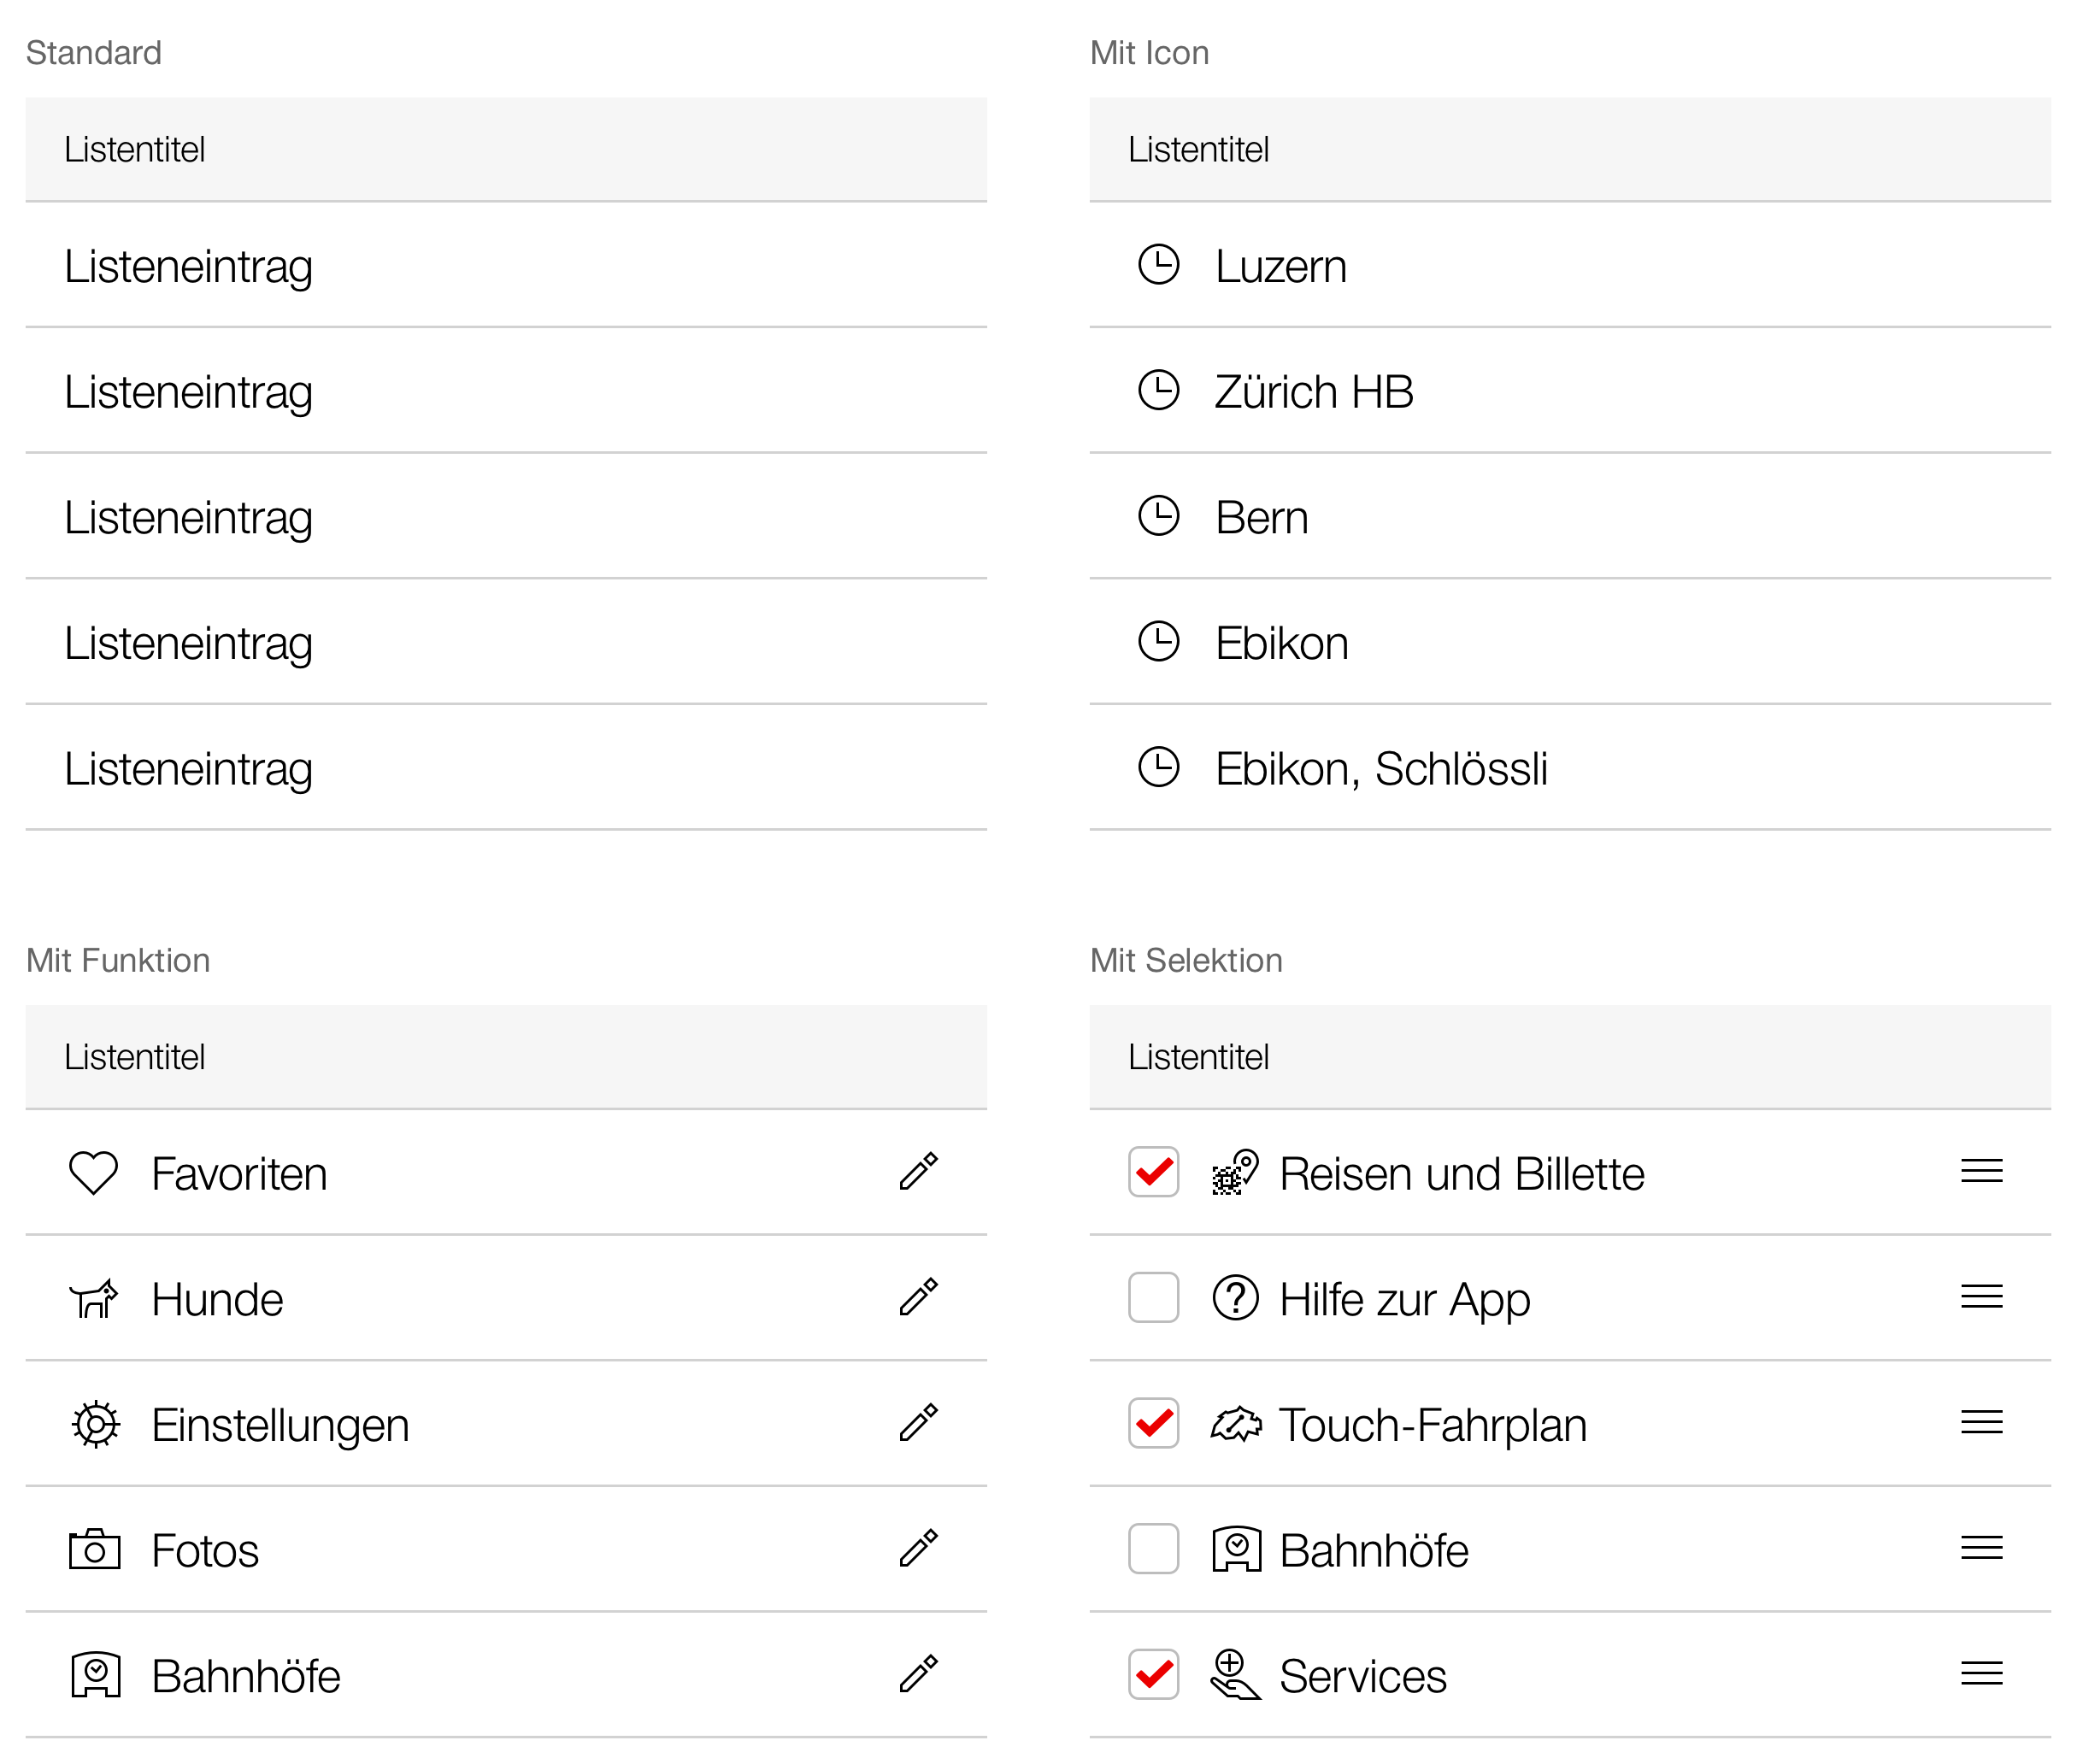 Standard
Listentitel
Listeneintrag
Listeneintrag
Listeneintrag
Listeneintrag
Listeneintrag
Mit Icon
Listentitel
Luzern
Zürich HB
Bern
Ebikon
Ebikon, Schlössli
Mit Funktion
Listentitel
Favoriten
Hunde
Einstellungen
Fotos
Bahnhöfe
Mit Selektion
Listentitel
Reisen und Billette
Hilfe zur App
Touch-Fahrplan
Bahnhöfe
Services